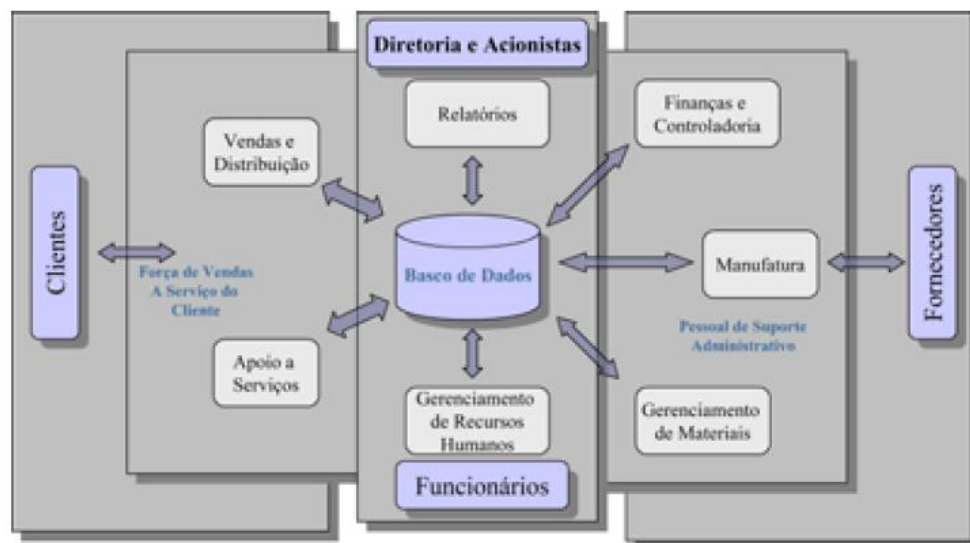 Diretoria e Acionistas
Relatórios
Finanças e
Controladoria
Vendas e
Distribuição
Clientes
Força de Vendas
A Serviço do
Cliente
Basco de Dados
Manufatura
Fornecedores
Pessoal de Suporte
Administrativo
Apoio a
Serviços
Gerenciamento
de Recursos
Humanos
Gerenciamento
de Materiais
Funcionários